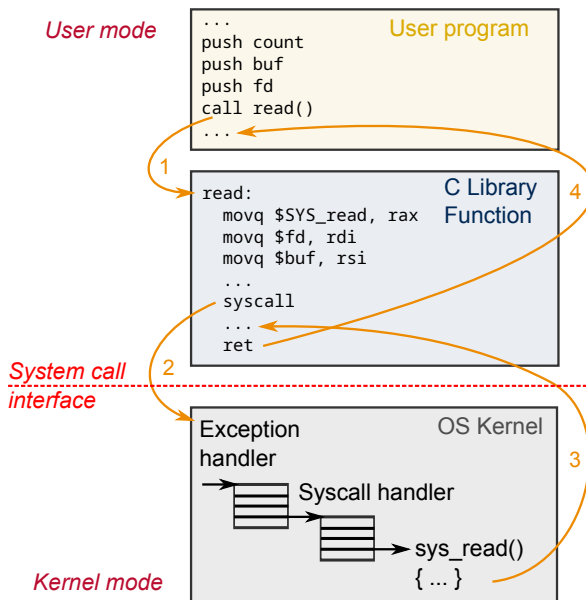 User mode
User program
...
push count
push buf
push fd
call read()
...
1
4
C Library
Function
read:
movq $SYS_read, rax
movq $fd, rdi
movq $buf, rsi
...
syscall
...
ret
2
System call
interface
3
OS Kernel
Exception
handler
Syscall handler
sys_read()
{ ... }
Kernel mode